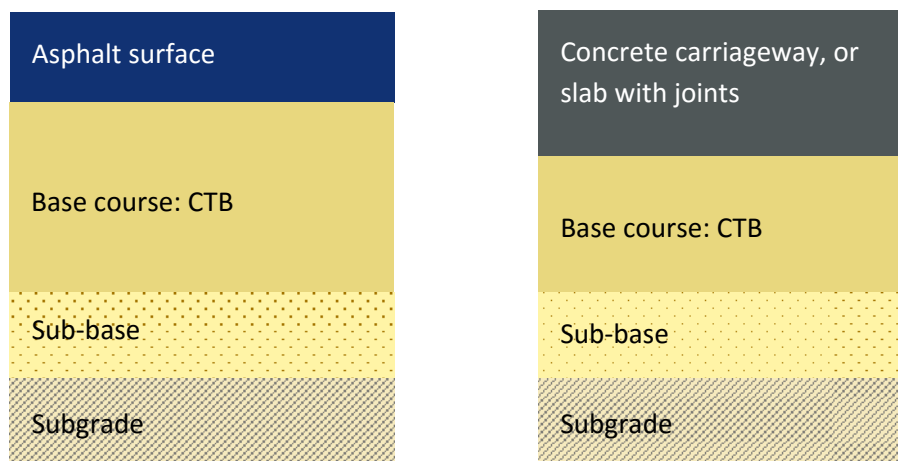 Asphalt surface
Base course: CTB
Sub-base
Subgrade
Concrete carriageway, or
slab with joints
Base course: CTB
Sub-base
Subgrade